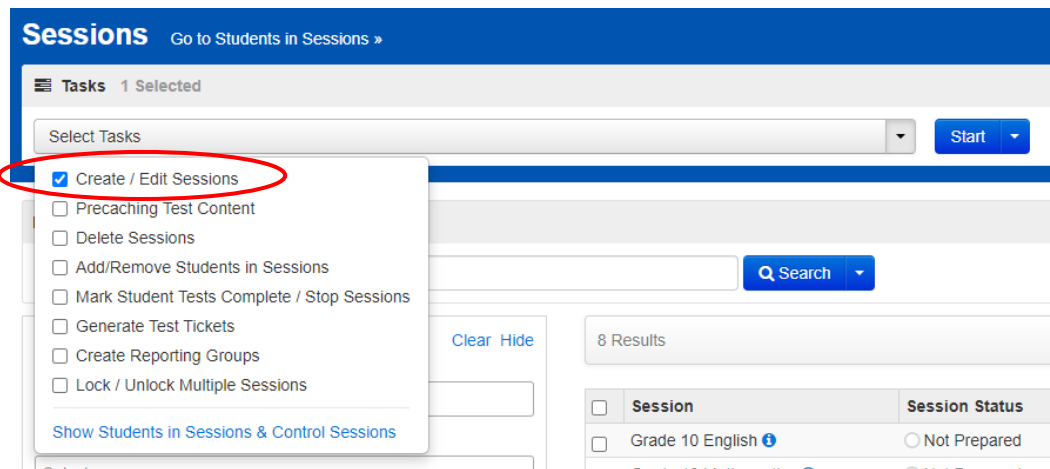 Sessions Go to Students in Sessions »
Tasks 1 Selected
Select Tasks
Start
Create / Edit Sessions
Precaching Test Content
Delete Sessions
Add/Remove Students in Sessions
Search
Mark Student Tests Complete / Stop Sessions
Generate Test Tickets
Clear Hide
8 Results
Create Reporting Groups
Lock / Unlock Multiple Sessions
Session Session Status
Show Students in Sessions & Control Sessions
Grade 10 English Not Prepared